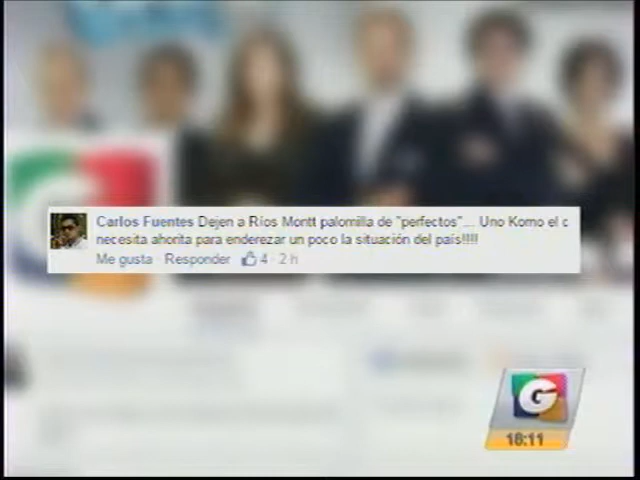 Carlos Fuentes Dejen a Ríos Montt palomilla de "perfectos"... Uno Komo el
necesita ahorita para enderezar un poco la situación del país!!!!
Me gusta · Responder 4 · 2 h
G
18:11